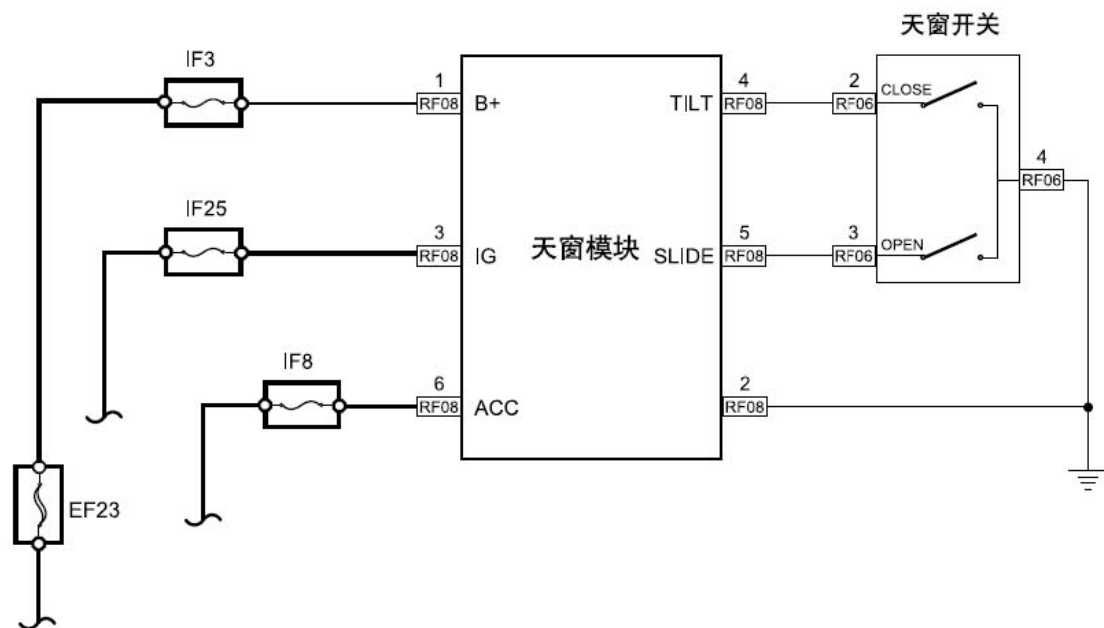 天窗开关
IF3
1
RF08
B+
4
TILT
RF08
2
RF06
CLOSE
4
RF06
IF25
3
RF08
IG
天窗模块
5
SLIDE
RF08
3
RF06
OPEN
IF8
6
RF08
ACC
2
RF08
EF23